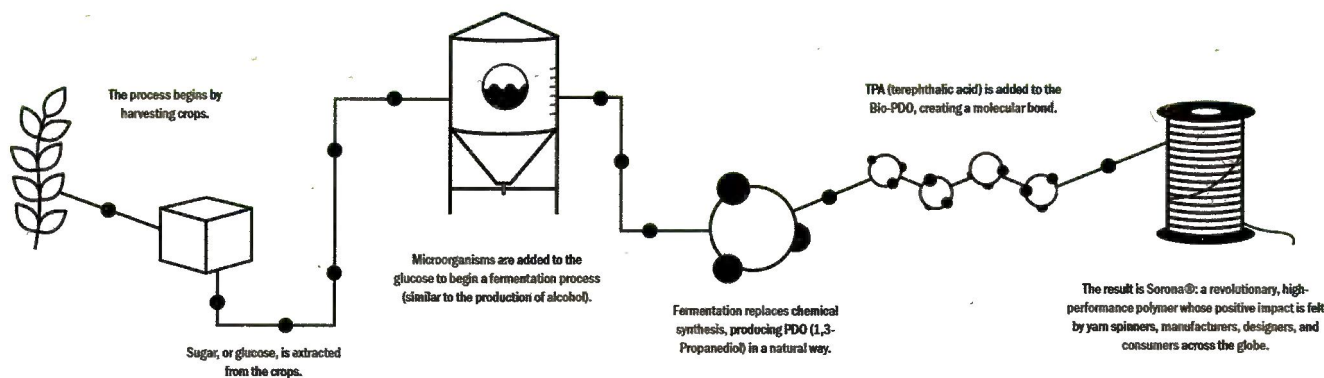 The process begins by
harvesting crops.
Sugar, or glucose, is extracted
from the crops.
Microorganisms are added to the
glucose to begin a fermentation process
(similar to the production of alcohol).
Fermentation replaces chemical
synthesis, producing PDO (1,3-
Propanediol) in a natural way.
TPA (terephthalic acid) is added to the
Bio-PDO, creating a molecular bond.
The result is Sorona®: a revolutionary, high-
performance polymer whose positive impact is felt
by yarn spinners, manufacturers, designers, and
consumers across the globe.